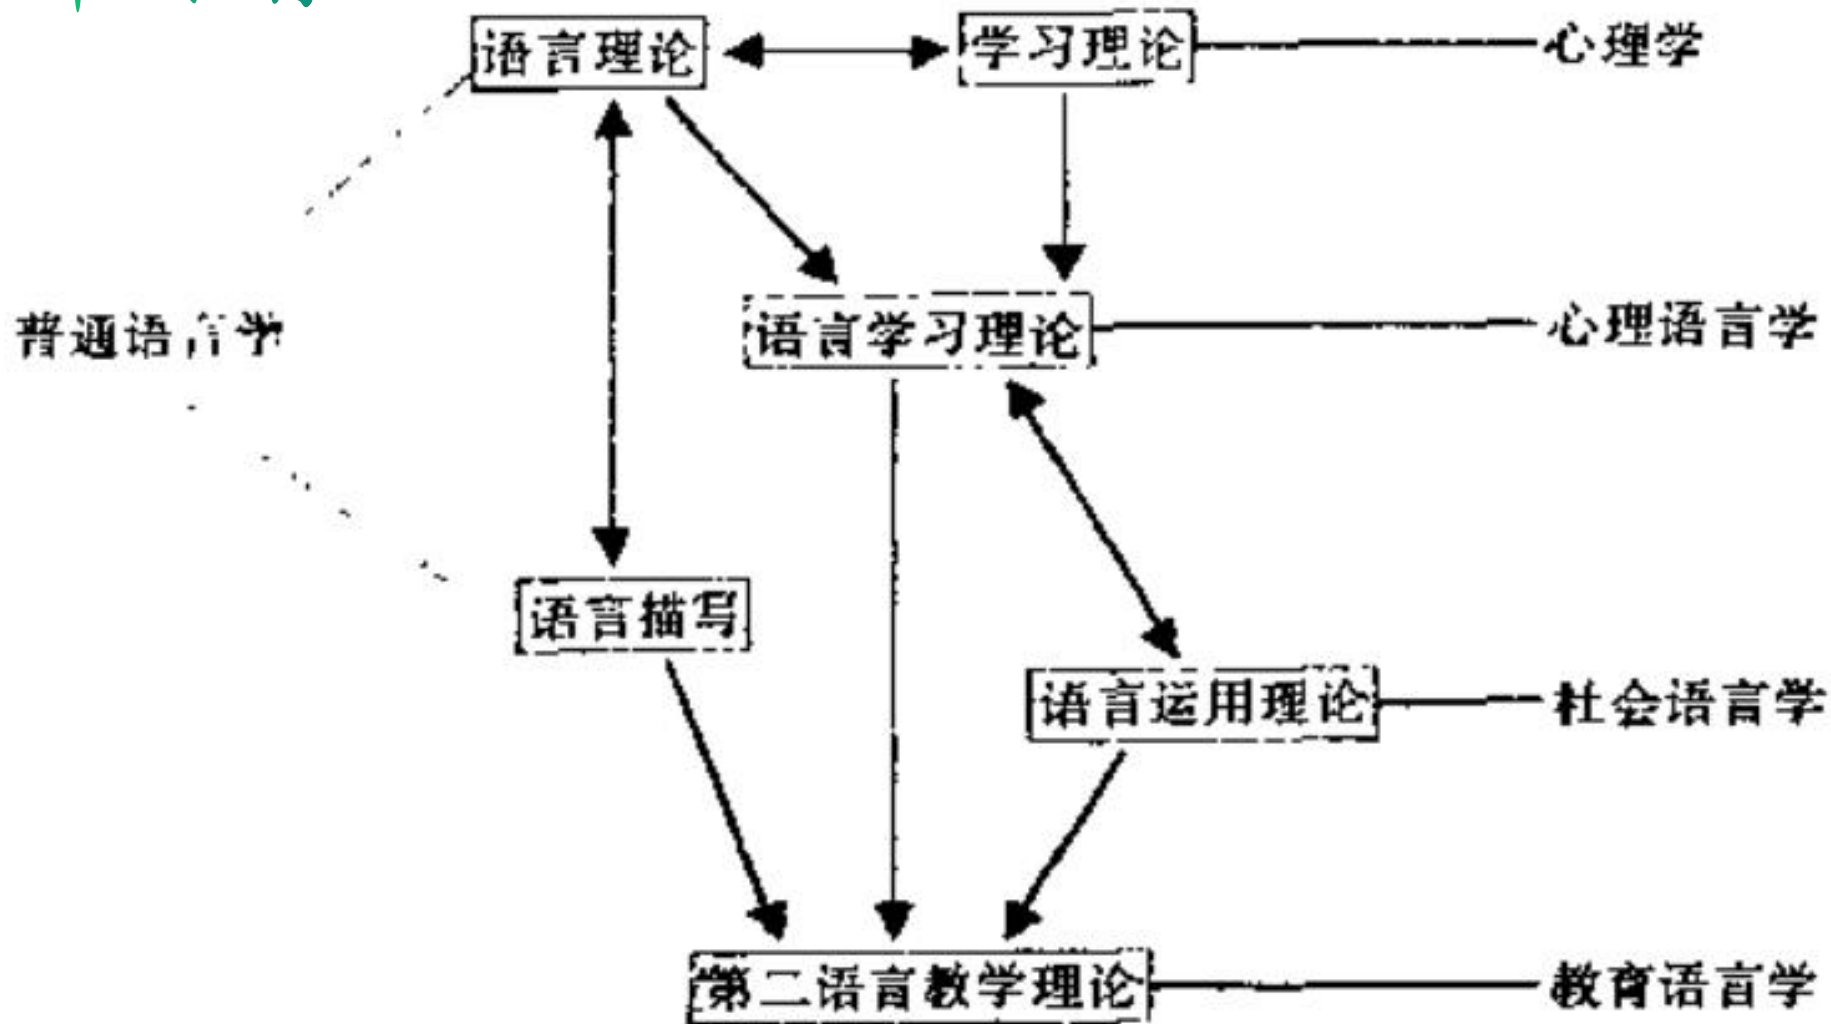 语言理论 学习理论 心理学
普通语言学 语言学习理论 心理语言学
语言描写
语言运用理论 社会语言学
第二语言教学理论 教育语言学